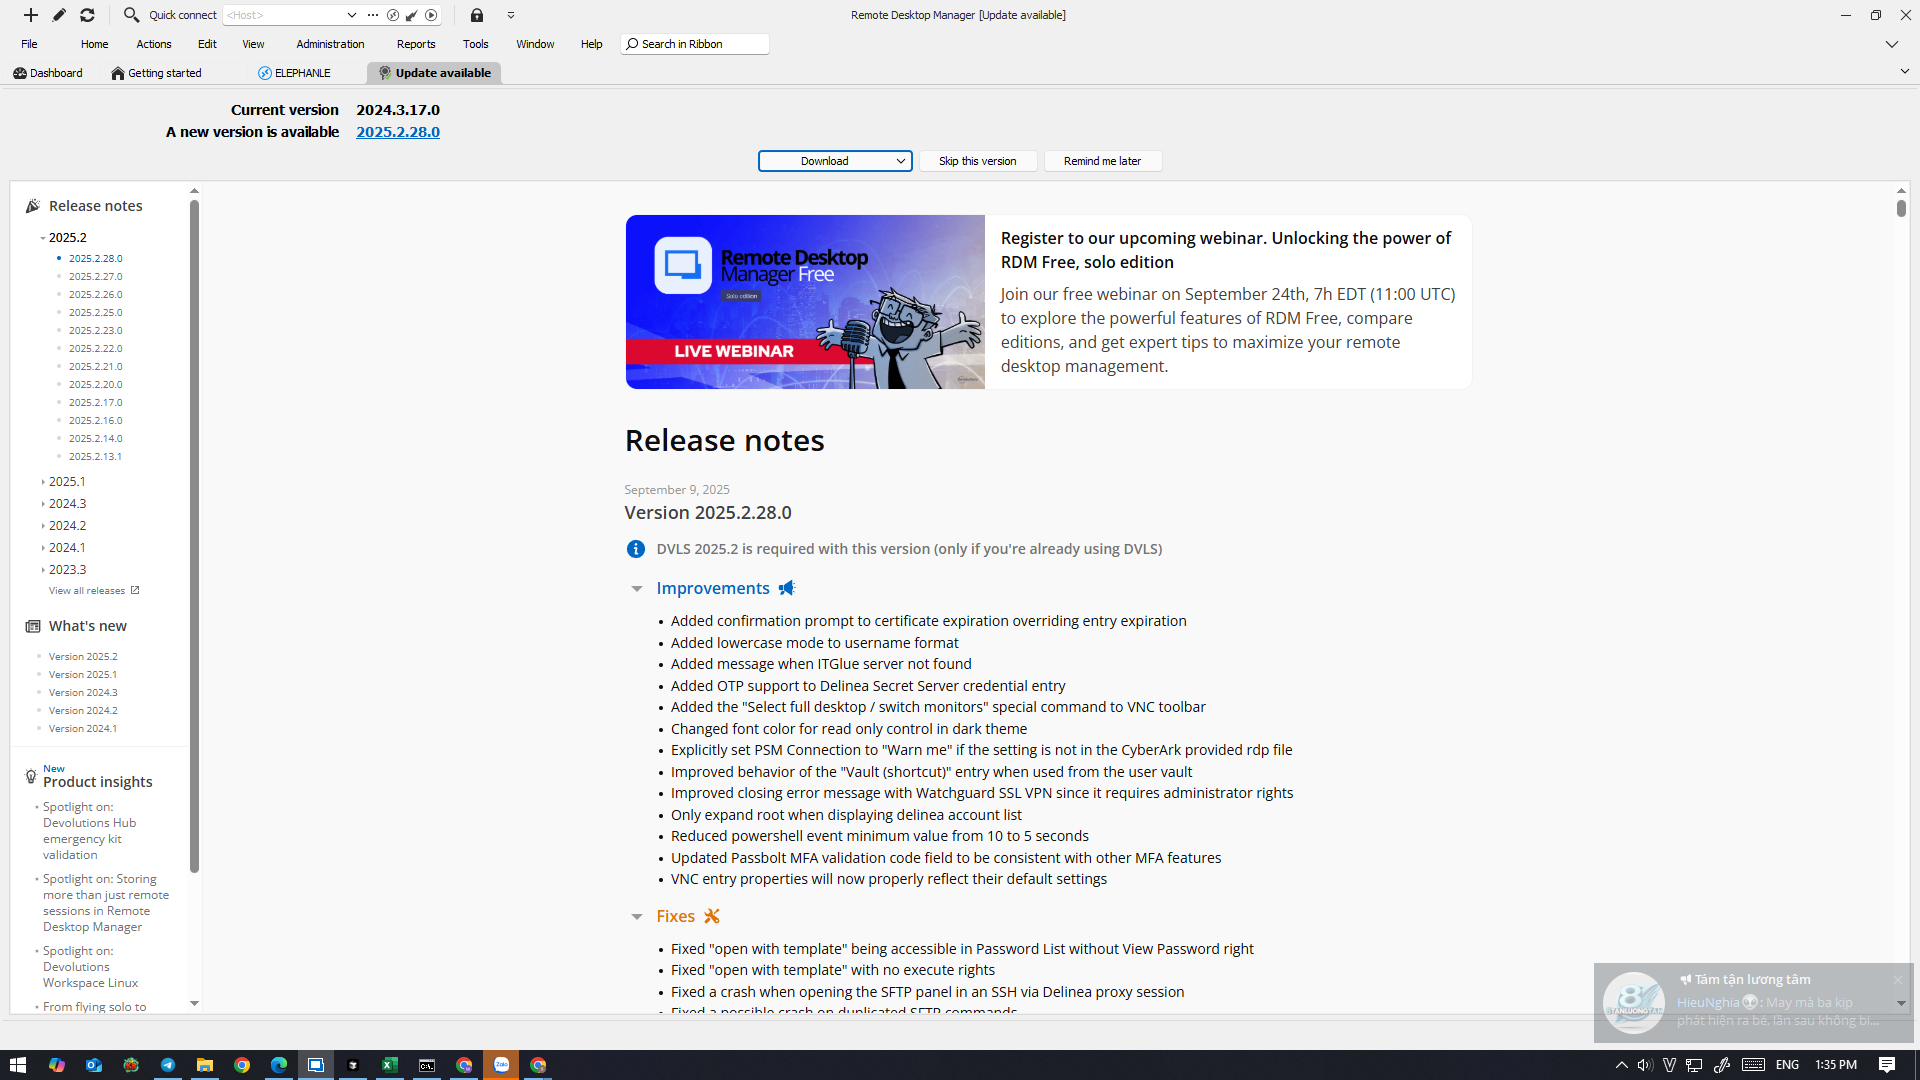 Quick connect
<Host>
Remote Desktop Manager [Update available]
File
Home
Actions
Edit
View
Administration
Reports
Tools
Window
Help
Search in Ribbon
Dashboard
Getting started
ELEPHANLE
Update available
Current version 2024.3.17.0
A new version is available 2025.2.28.0
Download
Skip this version
Remind me later
Release notes
2025.2
2025.2.28.0
2025.2.27.0
2025.2.26.0
2025.2.25.0
2025.2.23.0
2025.2.22.0
2025.2.21.0
2025.2.20.0
2025.2.17.0
2025.2.16.0
2025.2.14.0
2025.2.13.1
2025.1
2024.3
2024.2
2024.1
2023.3
View all releases
What's new
Version 2025.2
Version 2025.1
Version 2024.3
Version 2024.2
Version 2024.1
New
Product insights
Spotlight on:
Devolutions Hub
emergency kit
validation
Spotlight on: Storing
more than just remote
sessions in Remote
Desktop Manager
Spotlight on:
Devolutions
Workspace Linux
From flying solo to
Remote Desktop
Manager Free
Solo edition
LIVE WEBINAR
Register to our upcoming webinar. Unlocking the power of
RDM Free, solo edition
Join our free webinar on September 24th, 7h EDT (11:00 UTC)
to explore the powerful features of RDM Free, compare
editions, and get expert tips to maximize your remote
desktop management.
Release notes
September 9, 2025
Version 2025.2.28.0
DVLS 2025.2 is required with this version (only if you're already using DVLS)
Improvements
• Added confirmation prompt to certificate expiration overriding entry expiration
• Added lowercase mode to username format
• Added message when ITGlue server not found
• Added OTP support to Delinea Secret Server credential entry
• Added the "Select full desktop / switch monitors" special command to VNC toolbar
• Changed font color for read only control in dark theme
• Explicitly set PSM Connection to "Warn me" if the setting is not in the CyberArk provided rdp file
• Improved behavior of the "Vault (shortcut)" entry when used from the user vault
• Improved closing error message with Watchguard SSL VPN since it requires administrator rights
• Only expand root when displaying delinea account list
• Reduced powershell event minimum value from 10 to 5 seconds
• Updated Passbolt MFA validation code field to be consistent with other MFA features
• VNC entry properties will now properly reflect their default settings
Fixes
• Fixed "open with template" being accessible in Password List without View Password right
• Fixed "open with template" with no execute rights
• Fixed a crash when opening the SFTP panel in an SSH via Delinea proxy session
• Fixed a possible crash on duplicated SFTP commands
Tám tận lương tâm
HieuNghia👽: May mà ba kịp
phát hiện ra bé, lần sau không bi...
8TANLUONGTAM
Zalo
ENG
1:35 PM